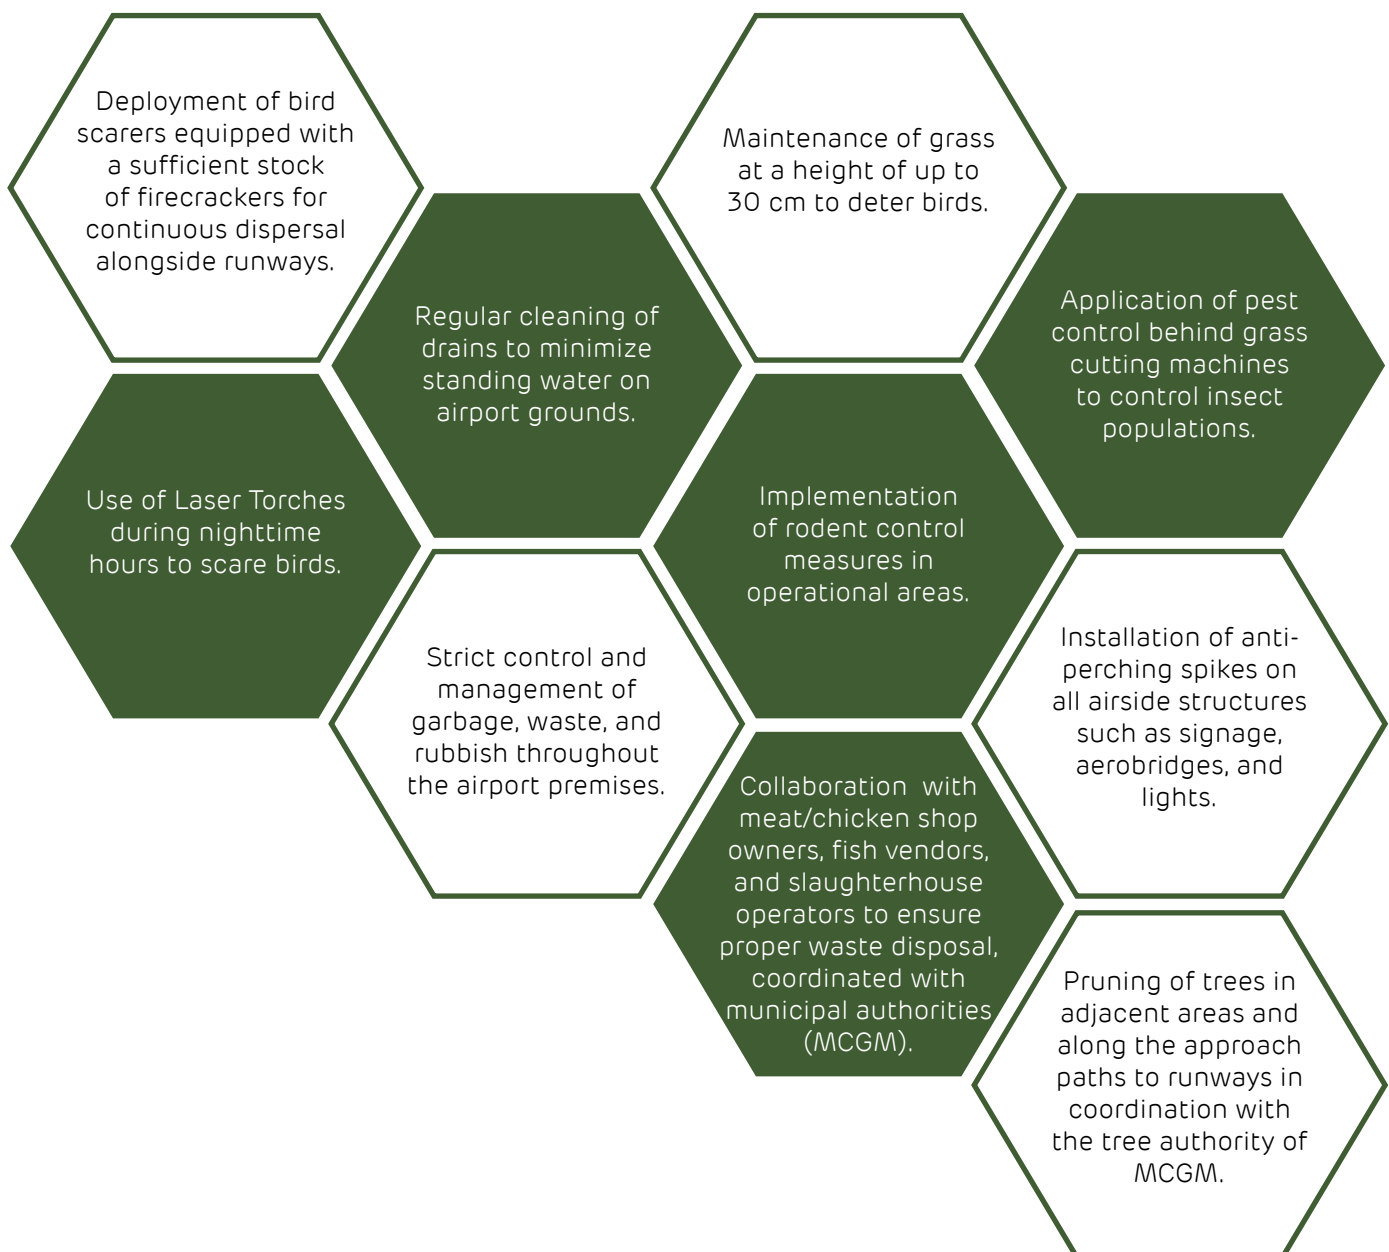 Deployment of bird
scarers equipped with
a sufficient stock
of firecrackers for
continuous dispersal
alongside runways.
Maintenance of grass
at a height of up to
30 cm to deter birds.
Regular cleaning of
drains to minimize
standing water on
airport grounds.
Application of pest
control behind grass
cutting machines
to control insect
populations.
Use of Laser Torches
during nighttime
hours to scare birds.
Implementation
of rodent control
measures in
operational areas.
Strict control and
management of
garbage, waste, and
rubbish throughout
the airport premises.
Installation of anti-
perching spikes on
all airside structures
such as signage,
aerobridges, and
lights.
Collaboration with
meat/chicken shop
owners, fish vendors,
and slaughterhouse
operators to ensure
proper waste disposal,
coordinated with
municipal authorities
(MCGM).
Pruning of trees in
adjacent areas and
along the approach
paths to runways in
coordination with
the tree authority of
MCGM.